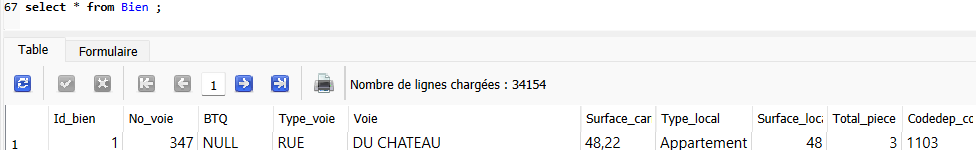 67 select * from Bien ;
Table Formulaire
1 Nombre de lignes chargées : 34154
Id_bien No_voie BTQ Type_voie Voie Surface_car Type_local Surface_loca Total_piece Codedep_co
1 1 347 NULL RUE DU CHATEAU 48,22 Appartement 48 3 1103